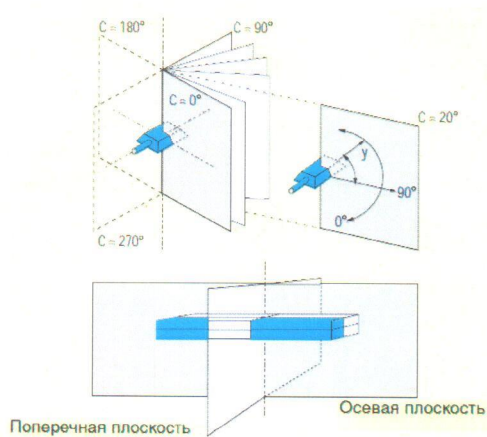 C = 180°
C = 90°
C = 0°
C = 20°
y
90°
0°
C = 270°
Осевая плоскость
Поперечная плоскость